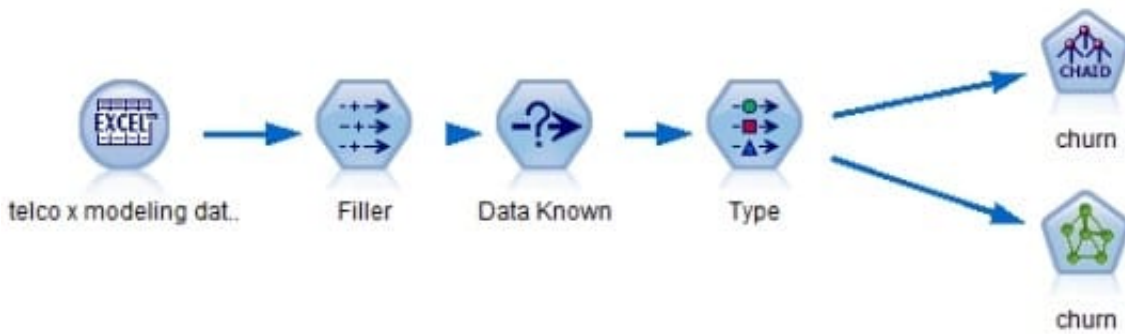 EXCEL
telco x modeling dat..
Filler
Data Known
Type
CHAID
churn
churn